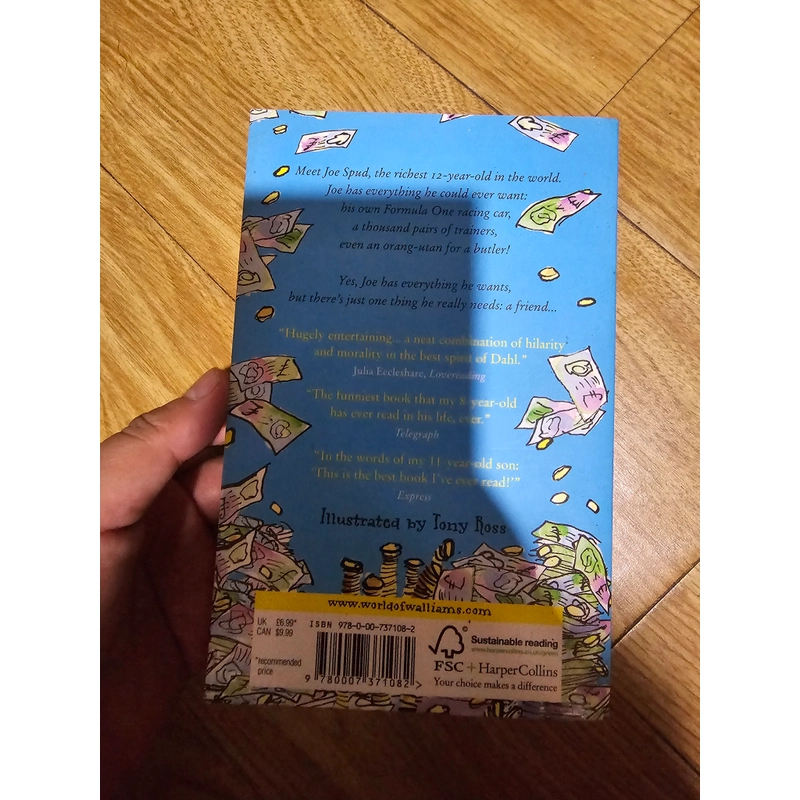 Meet Joe Spud, the richest 12-year-old in the world.
Joe has everything he could ever want:
his own Formula One racing car,
a thousand pairs of trainers,
even an orang-utan for a butler!
Yes, Joe has everything he wants,
but there's just one thing he really needs: a friend...
"Hugely entertaining... a neat combination of hilarity
and morality in the best spirit of Dahl."
Julia Eccleshare, Lovereading
"The funniest book that my 8-year-old
has ever read in his life, ever."
Telegraph
"In the words of my 11-year-old son:
'This is the best book I've ever read!'"
Express
Illustrated by Tony Ross
www.worldofwalliams.com
UK £6.99*
CAN $9.99
*recommended
price
ISBN 978-0-00-737108-2
9 780007 371082 >
FSC + HarperCollins
Sustainable reading
www.harpercollins.co.uk/green
Your choice makes a difference